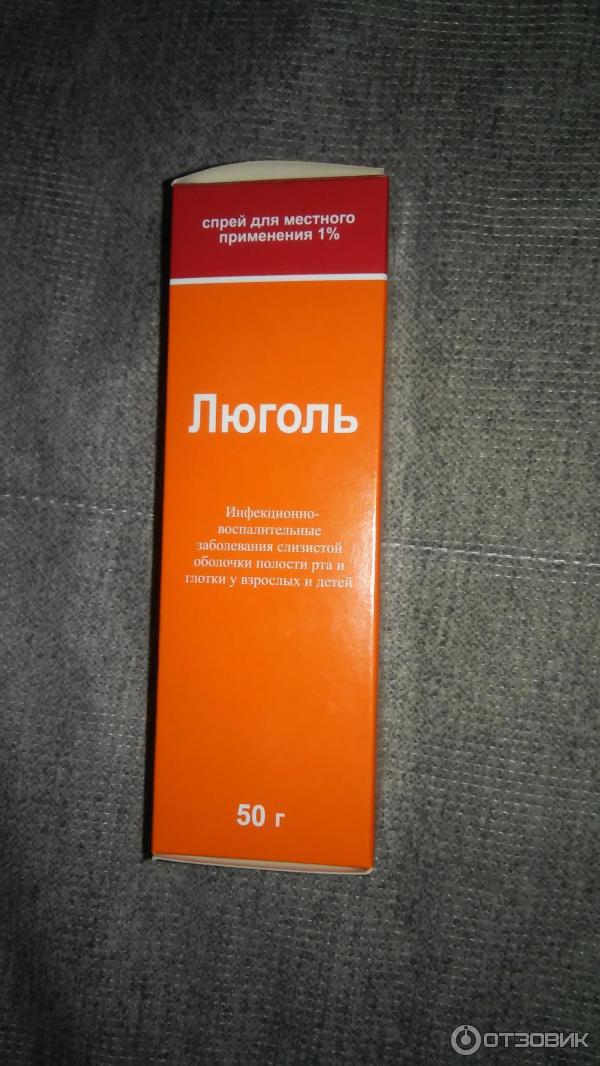 спрей для местного
применения 1%
Люголь
Инфекционно-
воспалительные
заболевания слизистой
оболочки полости рта и
глотки у взрослых и детей
50 г
ОТЗОВИК